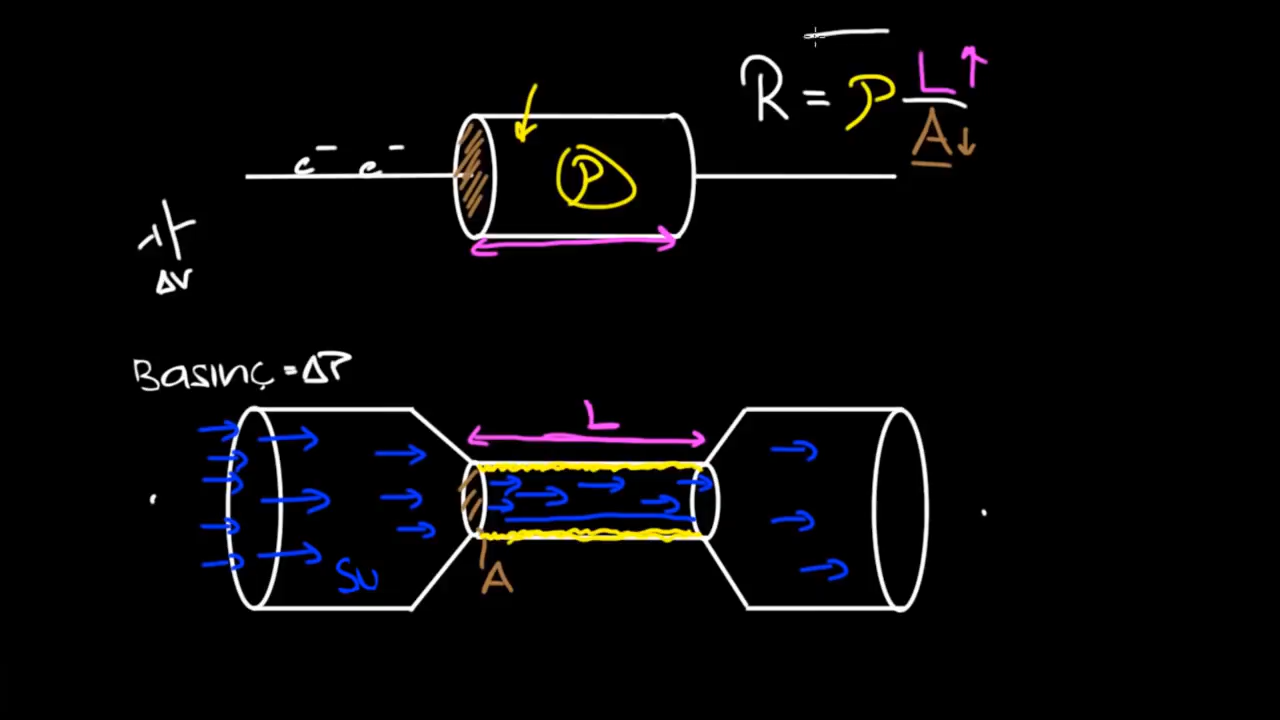 R = ρ L↑ / A↓
e⁻ e⁻
ρ
ΔV
Basınç = ΔP
L
su
A